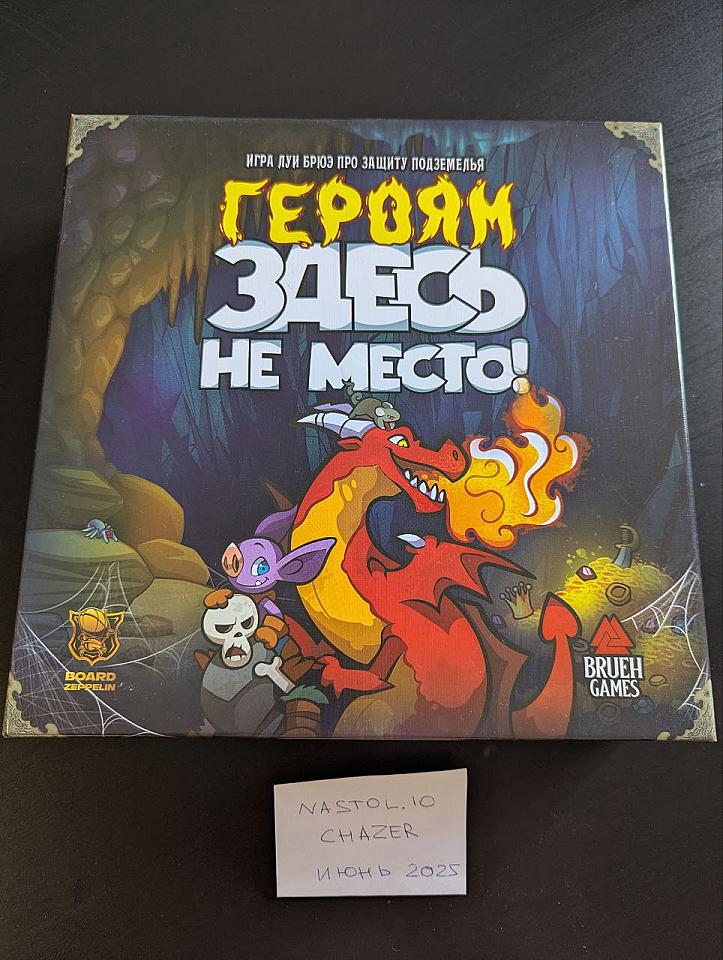 ИГРА ЛУИ БРЮЭ ПРО ЗАЩИТУ ПОДЗЕМЕЛЬЯ
ГЕРОЯМ
ЗДЕСЬ
НЕ МЕСТО!
BOARD
ZEPPELIN
BRUEH
GAMES
NASTOL.IO
CHAZER
ИЮНЬ 2025